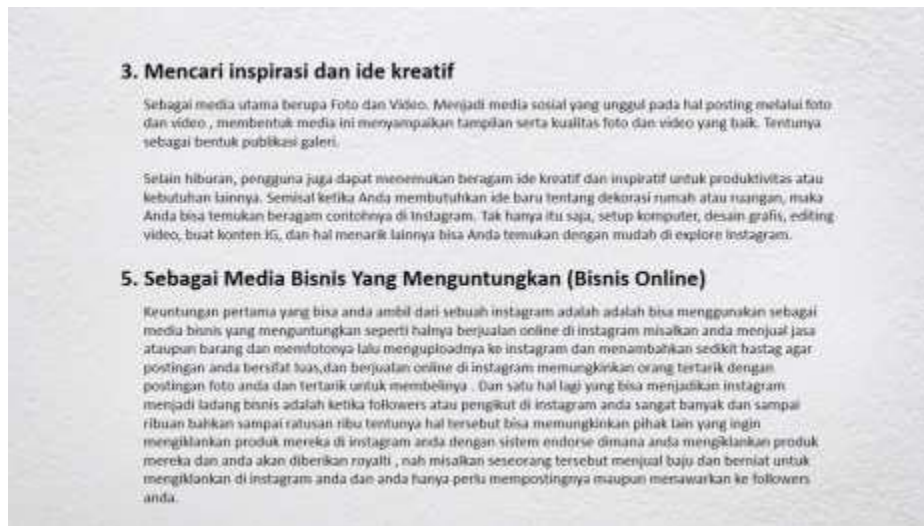 3. Mencari inspirasi dan ide kreatif
Sebagai media utama berupa Foto dan Video. Menjadi media sosial yang unggul pada hal posting melalui foto
dan video , membentuk media ini menyampaikan tampilan serta kualitas foto dan video yang baik. Tentunya
sebagai bentuk publikasi galeri.
Selain hiburan, pengguna juga dapat menemukan beragam ide kreatif dan inspiratif untuk produktivitas atau
kebutuhan lainnya. Semisal ketika Anda membutuhkan ide baru tentang dekorasi rumah atau ruangan, maka
Anda bisa temukan beragam contohnya di Instagram. Tak hanya itu saja, setup komputer, desain grafis, editing
video, buat konten IG, dan hal menarik lainnya bisa Anda temukan dengan mudah di explore Instagram.
5. Sebagai Media Bisnis Yang Menguntungkan (Bisnis Online)
Keuntungan pertama yang bisa anda ambil dari sebuah instagram adalah adalah bisa menggunakan sebagai
media bisnis yang menguntungkan seperti halnya berjualan online di instagram misalkan anda menjual jasa
ataupun barang dan memfotonya lalu menguploadnya ke instagram dan menambahkan sedikit hastag agar
postingan anda bersifat luas,dan berjualan online di instagram memungkinkan orang tertarik dengan
postingan foto anda dan tertarik untuk membelinya . Dan satu hal lagi yang bisa menjadikan instagram
menjadi ladang bisnis adalah ketika followers atau pengikut di instagram anda sangat banyak dan sampai
ribuan bahkan sampai ratusan ribu tentunya hal tersebut bisa memungkinkan pihak lain yang ingin
mengiklankan produk mereka di instagram anda dengan sistem endorse dimana anda mengiklankan produk
mereka dan anda akan diberikan royalti , nah misalkan seseorang tersebut menjual baju dan berniat untuk
mengiklankan di instagram anda dan anda hanya perlu mempostingnya maupun menawarkan ke followers
anda.